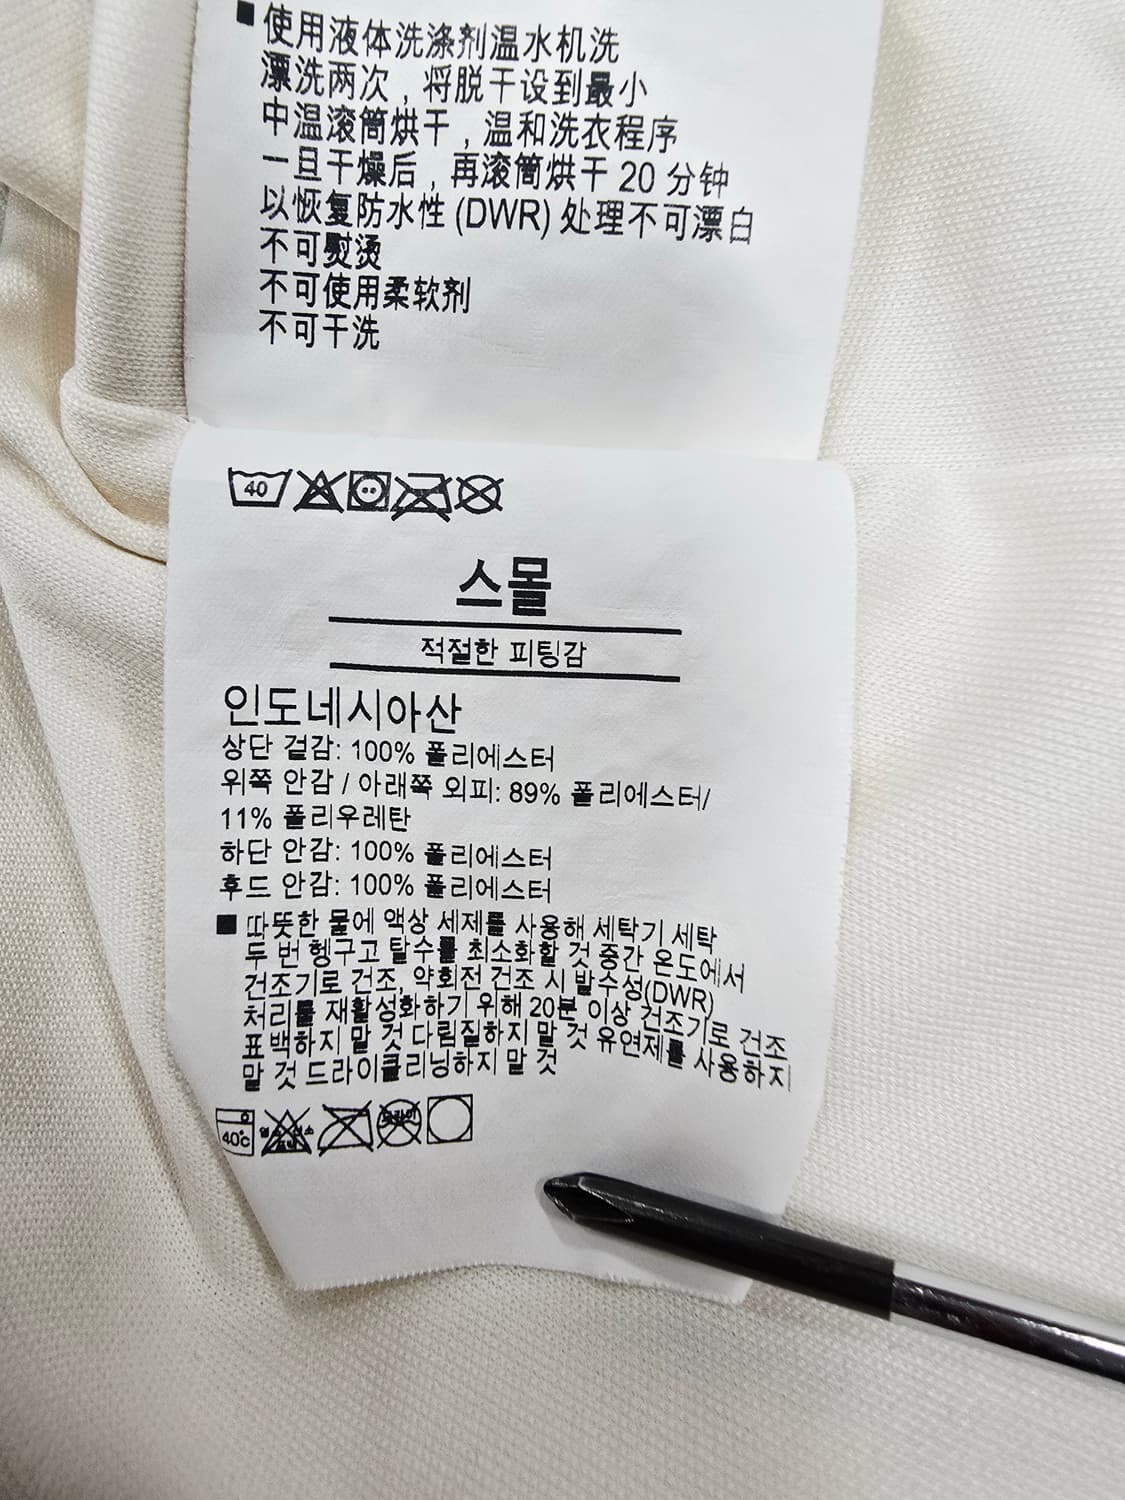 ■ 使用液体洗涤剂温水机洗
漂洗两次，将脱干设到最小
中温滚筒烘干，温和洗衣程序
一旦干燥后，再滚筒烘干 20 分钟
以恢复防水性 (DWR) 处理不可漂白
不可熨烫
不可使用柔软剂
不可干洗
40
스몰
적절한 피팅감
인도네시아산
상단 겉감: 100% 폴리에스터
위쪽 안감 / 아래쪽 외피: 89% 폴리에스터/
11% 폴리우레탄
하단 안감: 100% 폴리에스터
후드 안감: 100% 폴리에스터
■ 따뜻한 물에 액상 세제를 사용해 세탁기 세탁
두 번 헹구고 탈수를 최소화할 것 중간 온도에서
건조기로 건조, 약회전 건조 시 발수성(DWR)
처리를 재활성화하기 위해 20분 이상 건조기로 건조
표백하지 말 것 다림질하지 말 것 유연제를 사용하지
말 것 드라이클리닝하지 말 것
40℃